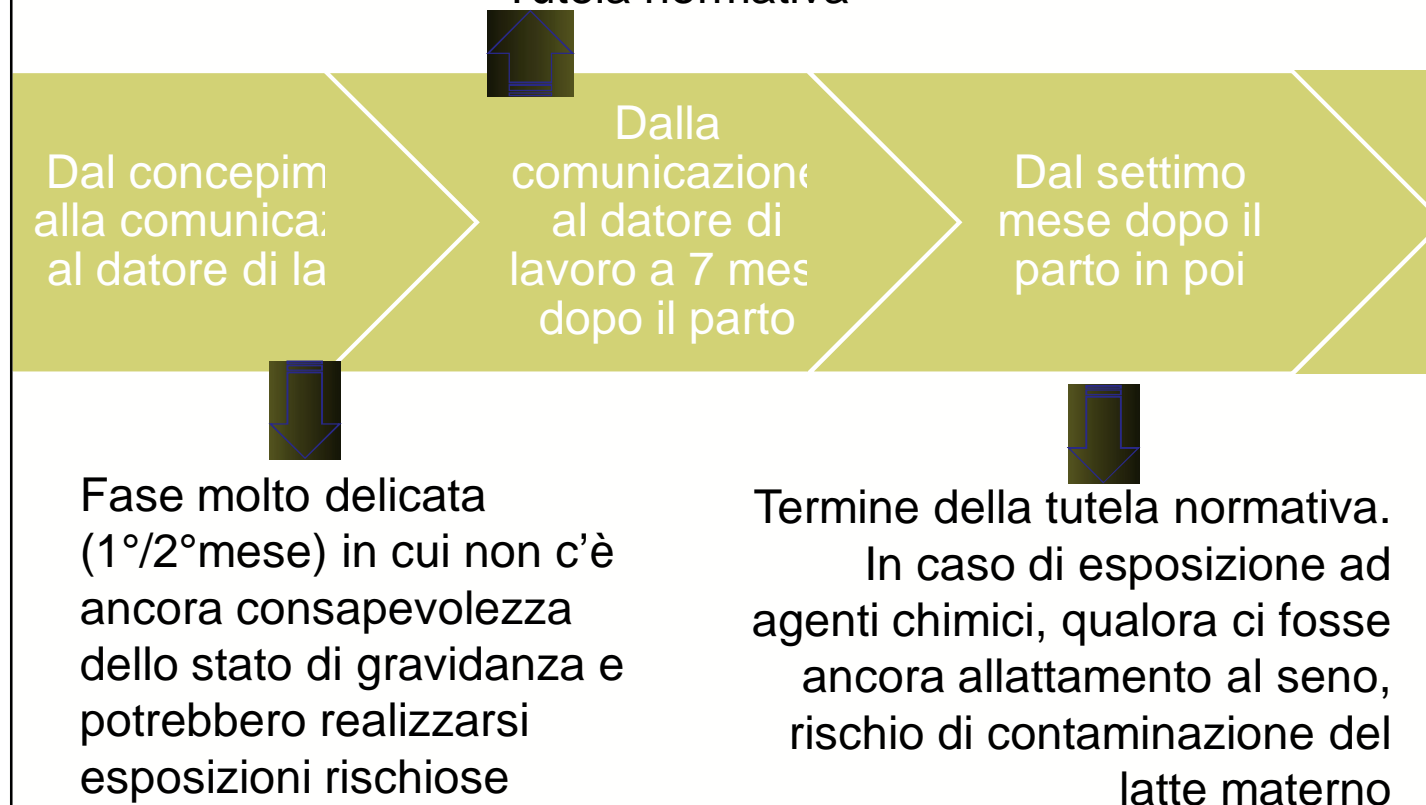 Tutela normativa
Dal concepim
alla comunicaz
al datore di la
Dalla
comunicazione
al datore di
lavoro a 7 mes
dopo il parto
Dal settimo
mese dopo il
parto in poi
Fase molto delicata
(1°/2°mese) in cui non c'è
ancora consapevolezza
dello stato di gravidanza e
potrebbero realizzarsi
esposizioni rischiose
Termine della tutela normativa.
In caso di esposizione ad
agenti chimici, qualora ci fosse
ancora allattamento al seno,
rischio di contaminazione del
latte materno